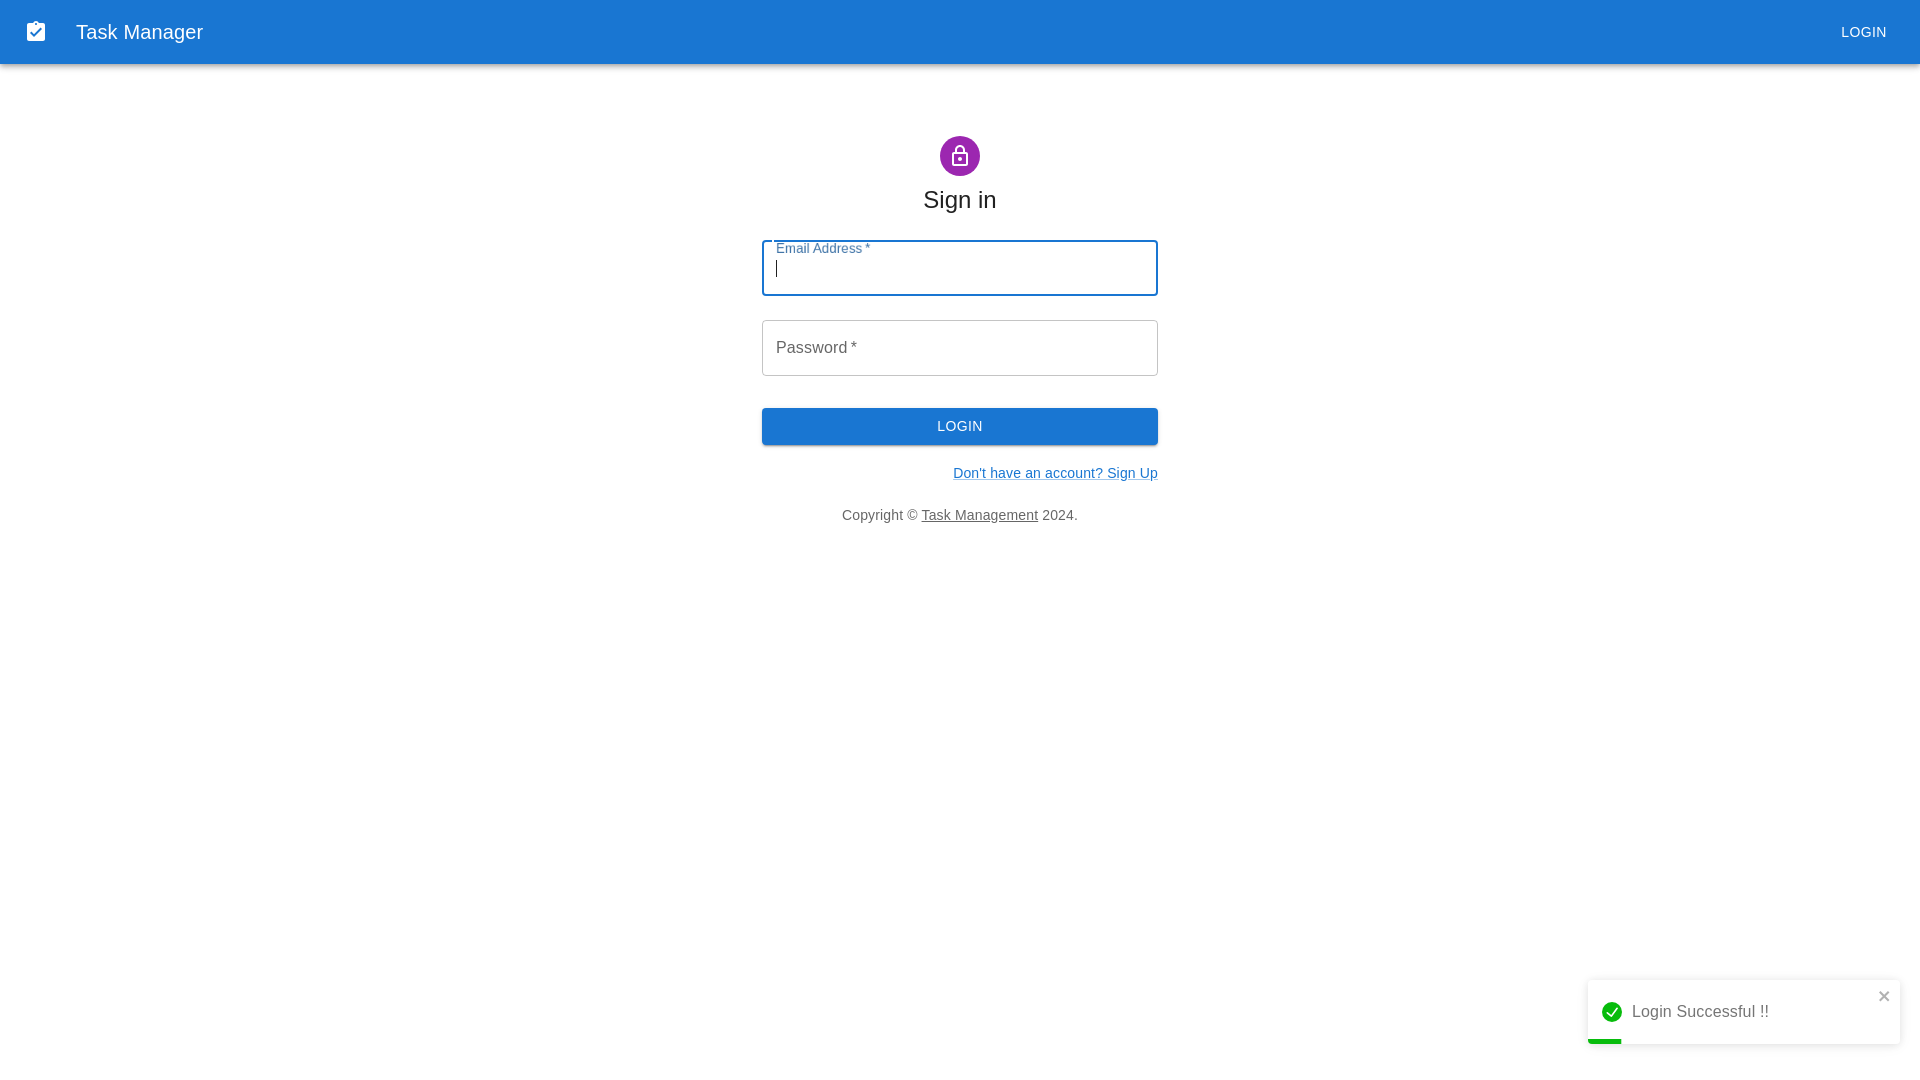 Task Manager
LOGIN
Sign in
Email Address *
Password *
LOGIN
Don't have an account? Sign Up
Copyright © Task Management 2024.
Login Successful !!